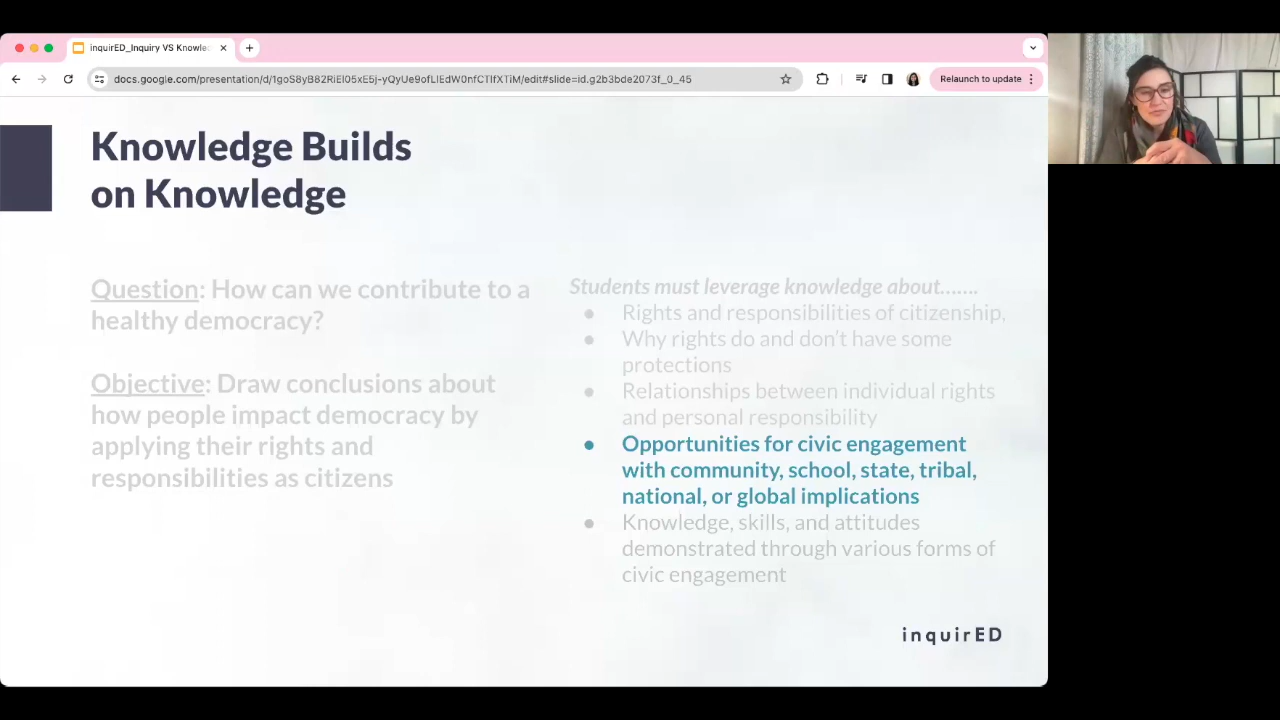 inquirED_Inquiry VS Knowle
docs.google.com/presentation/d/1goS8yB82RiEl05xE5j-yQyUe9ofLIEdW0nfCTIfXTiM/edit#slide=id.g2b3bde2073f_0_45
Relaunch to update
Knowledge Builds
on Knowledge
Question: How can we contribute to a
healthy democracy?
Objective: Draw conclusions about
how people impact democracy by
applying their rights and
responsibilities as citizens
Students must leverage knowledge about.......
● Rights and responsibilities of citizenship,
● Why rights do and don't have some
protections
● Relationships between individual rights
and personal responsibility
● Opportunities for civic engagement
with community, school, state, tribal,
national, or global implications
● Knowledge, skills, and attitudes
demonstrated through various forms of
civic engagement
inquirED